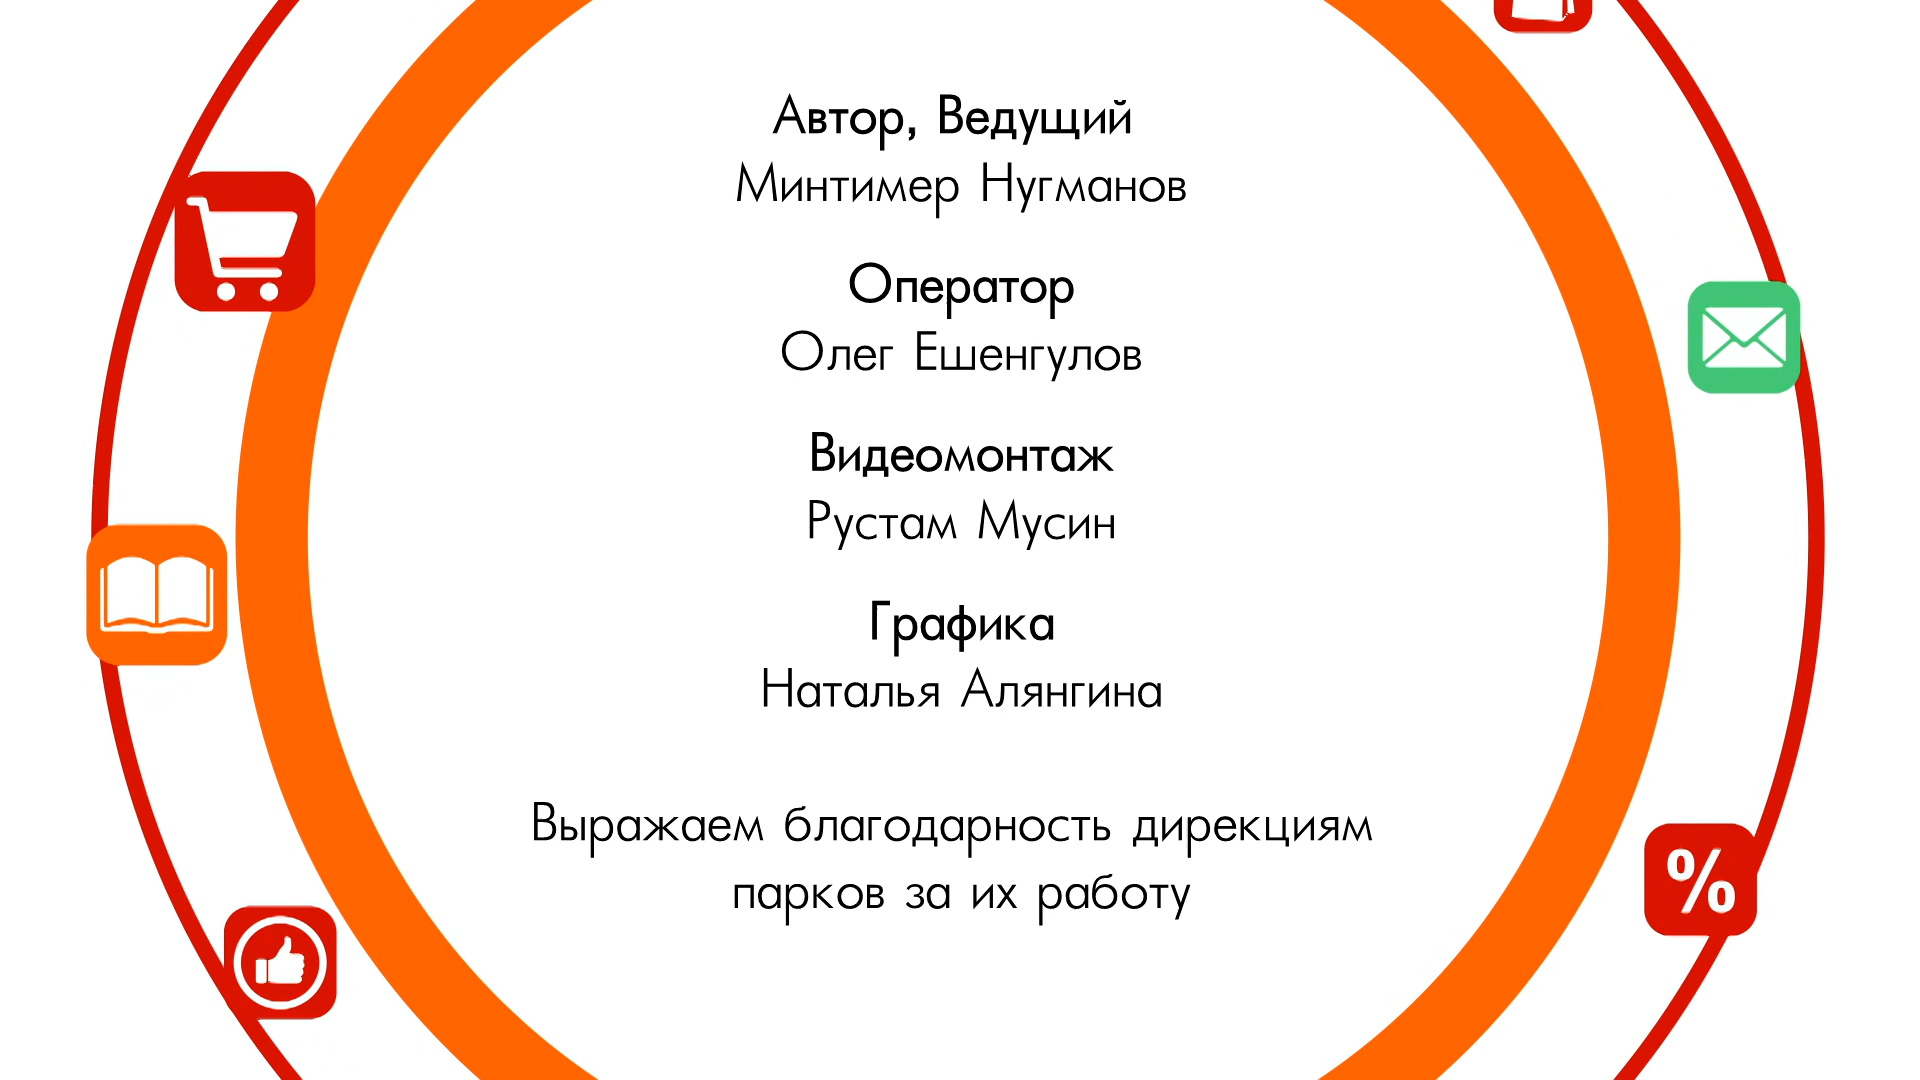 Автор, Ведущий
Минтимер Нугманов
Оператор
Олег Ешенгулов
Видеомонтаж
Рустам Мусин
Графика
Наталья Алянгина
Выражаем благодарность дирекциям
парков за их работу
%